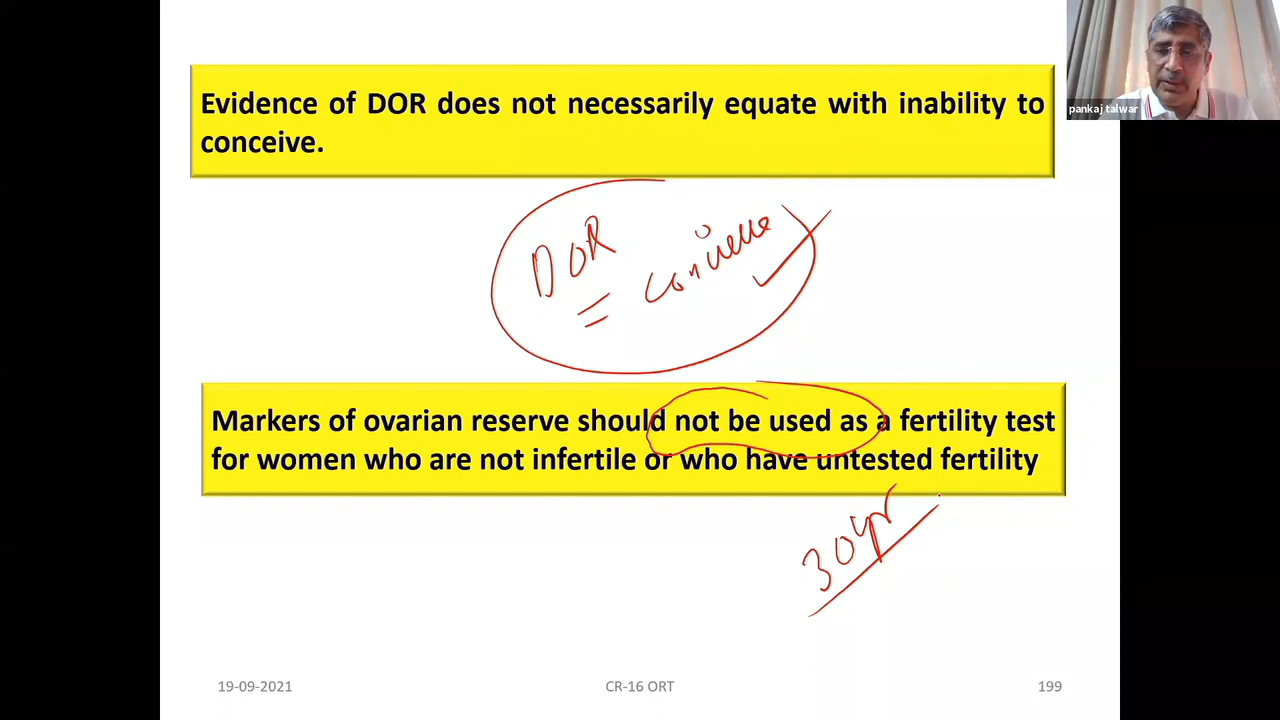 pankaj talwar
Evidence of DOR does not necessarily equate with inability to
conceive.
DOR
= conceive
Markers of ovarian reserve should not be used as a fertility test
for women who are not infertile or who have untested fertility
30yr
19-09-2021 CR-16 ORT 199